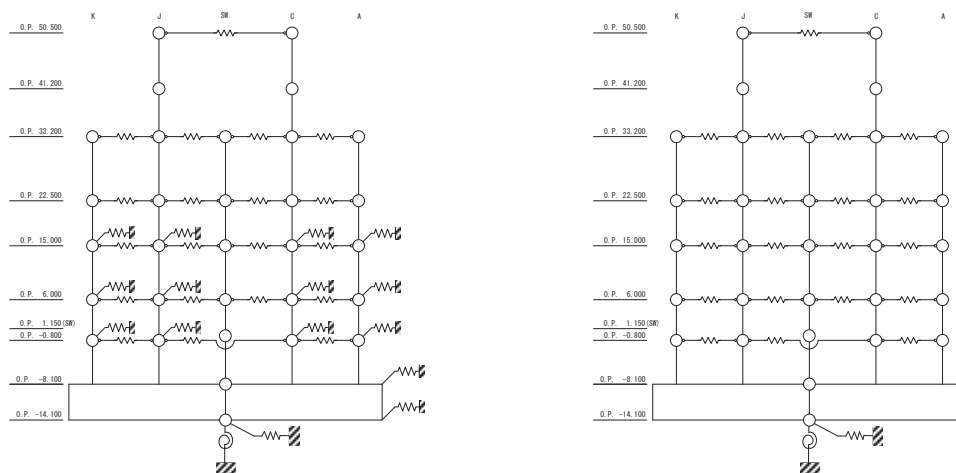 K J SW C A
O.P. 50.500
O.P. 41.200
O.P. 33.200
O.P. 22.500
O.P. 15.000
O.P. 6.000
O.P. 1.150(SW)
O.P. -0.800
O.P. -8.100
O.P. -14.100
K J SW C A
O.P. 50.500
O.P. 41.200
O.P. 33.200
O.P. 22.500
O.P. 15.000
O.P. 6.000
O.P. 1.150(SW)
O.P. -0.800
O.P. -8.100
O.P. -14.100